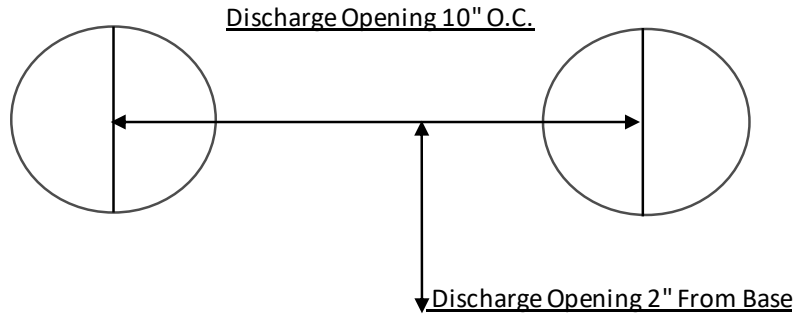 Discharge Opening 10" O.C.
Discharge Opening 2" From Base